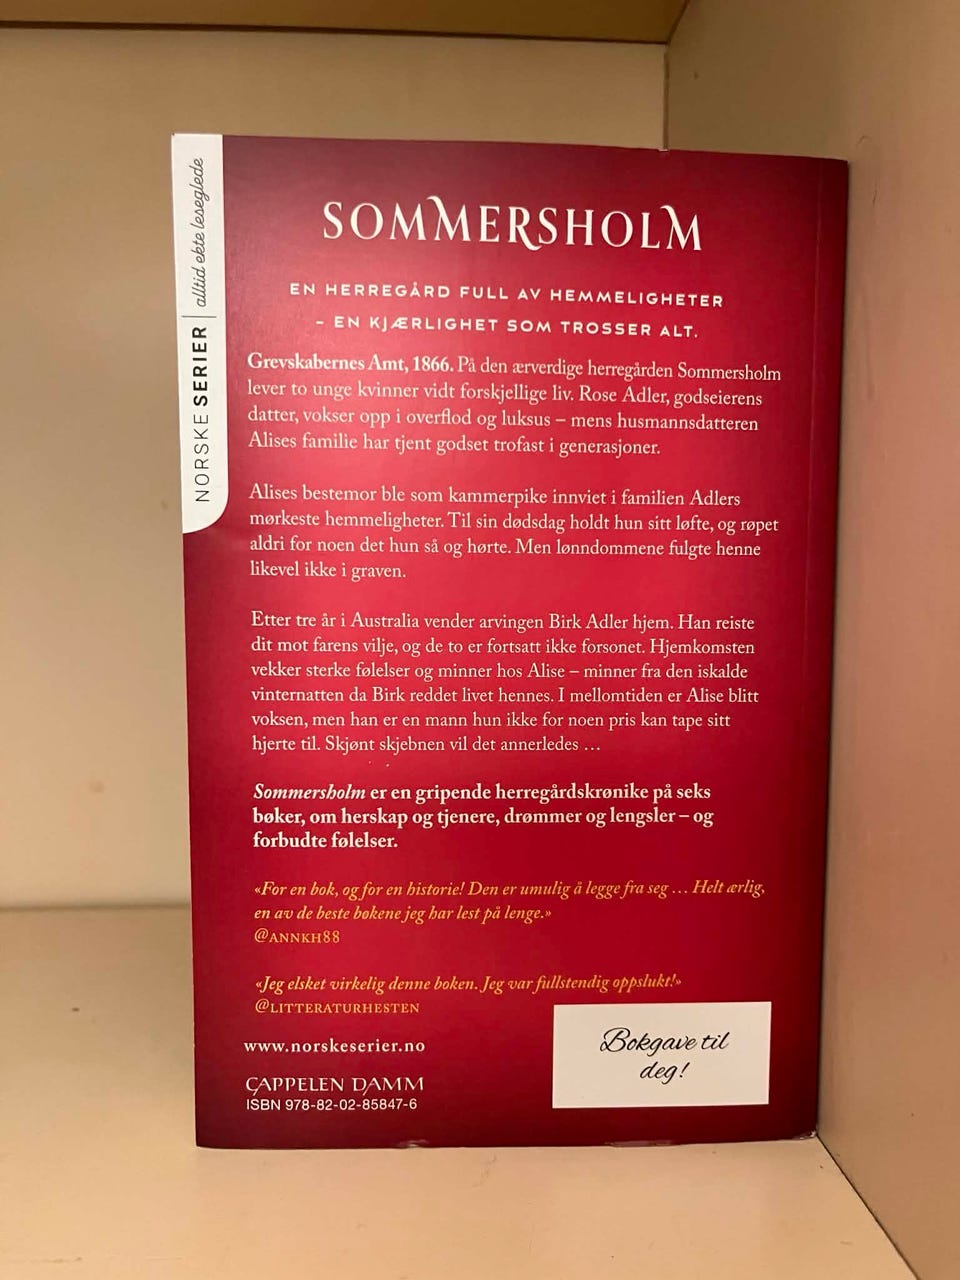 NORSKE SERIER | alltid ekte leseglede
SOMMERSHOLM
EN HERREGÅRD FULL AV HEMMELIGHETER
– EN KJÆRLIGHET SOM TROSSER ALT.
Grevskabernes Amt, 1866. På den ærverdige herregården Sommersholm
lever to unge kvinner vidt forskjellige liv. Rose Adler, godseierens
datter, vokser opp i overflod og luksus – mens husmannsdatteren
Alises familie har tjent godset trofast i generasjoner.
Alises bestemor ble som kammerpike innviet i familien Adlers
mørkeste hemmeligheter. Til sin dødsdag holdt hun sitt løfte, og røpet
aldri for noen det hun så og hørte. Men lønndommene fulgte henne
likevel ikke i graven.
Etter tre år i Australia vender arvingen Birk Adler hjem. Han reiste
dit mot farens vilje, og de to er fortsatt ikke forsonet. Hjemkomsten
vekker sterke følelser og minner hos Alise – minner fra den iskalde
vinternatten da Birk reddet livet hennes. I mellomtiden er Alise blitt
voksen, men han er en mann hun ikke for noen pris kan tape sitt
hjerte til. Skjønt skjebnen vil det annerledes …
Sommersholm er en gripende herregårdskrønike på seks
bøker, om herskap og tjenere, drømmer og lengsler – og
forbudte følelser.
«For en bok, og for en historie! Den er umulig å legge fra seg … Helt ærlig,
en av de beste bøkene jeg har lest på lenge.»
@ANNKH88
«Jeg elsket virkelig denne boken. Jeg var fullstendig oppslukt!»
@LITTERATURHESTEN
www.norskeserier.no
CAPPELEN DAMM
ISBN 978-82-02-85847-6
Bokgave til
deg!